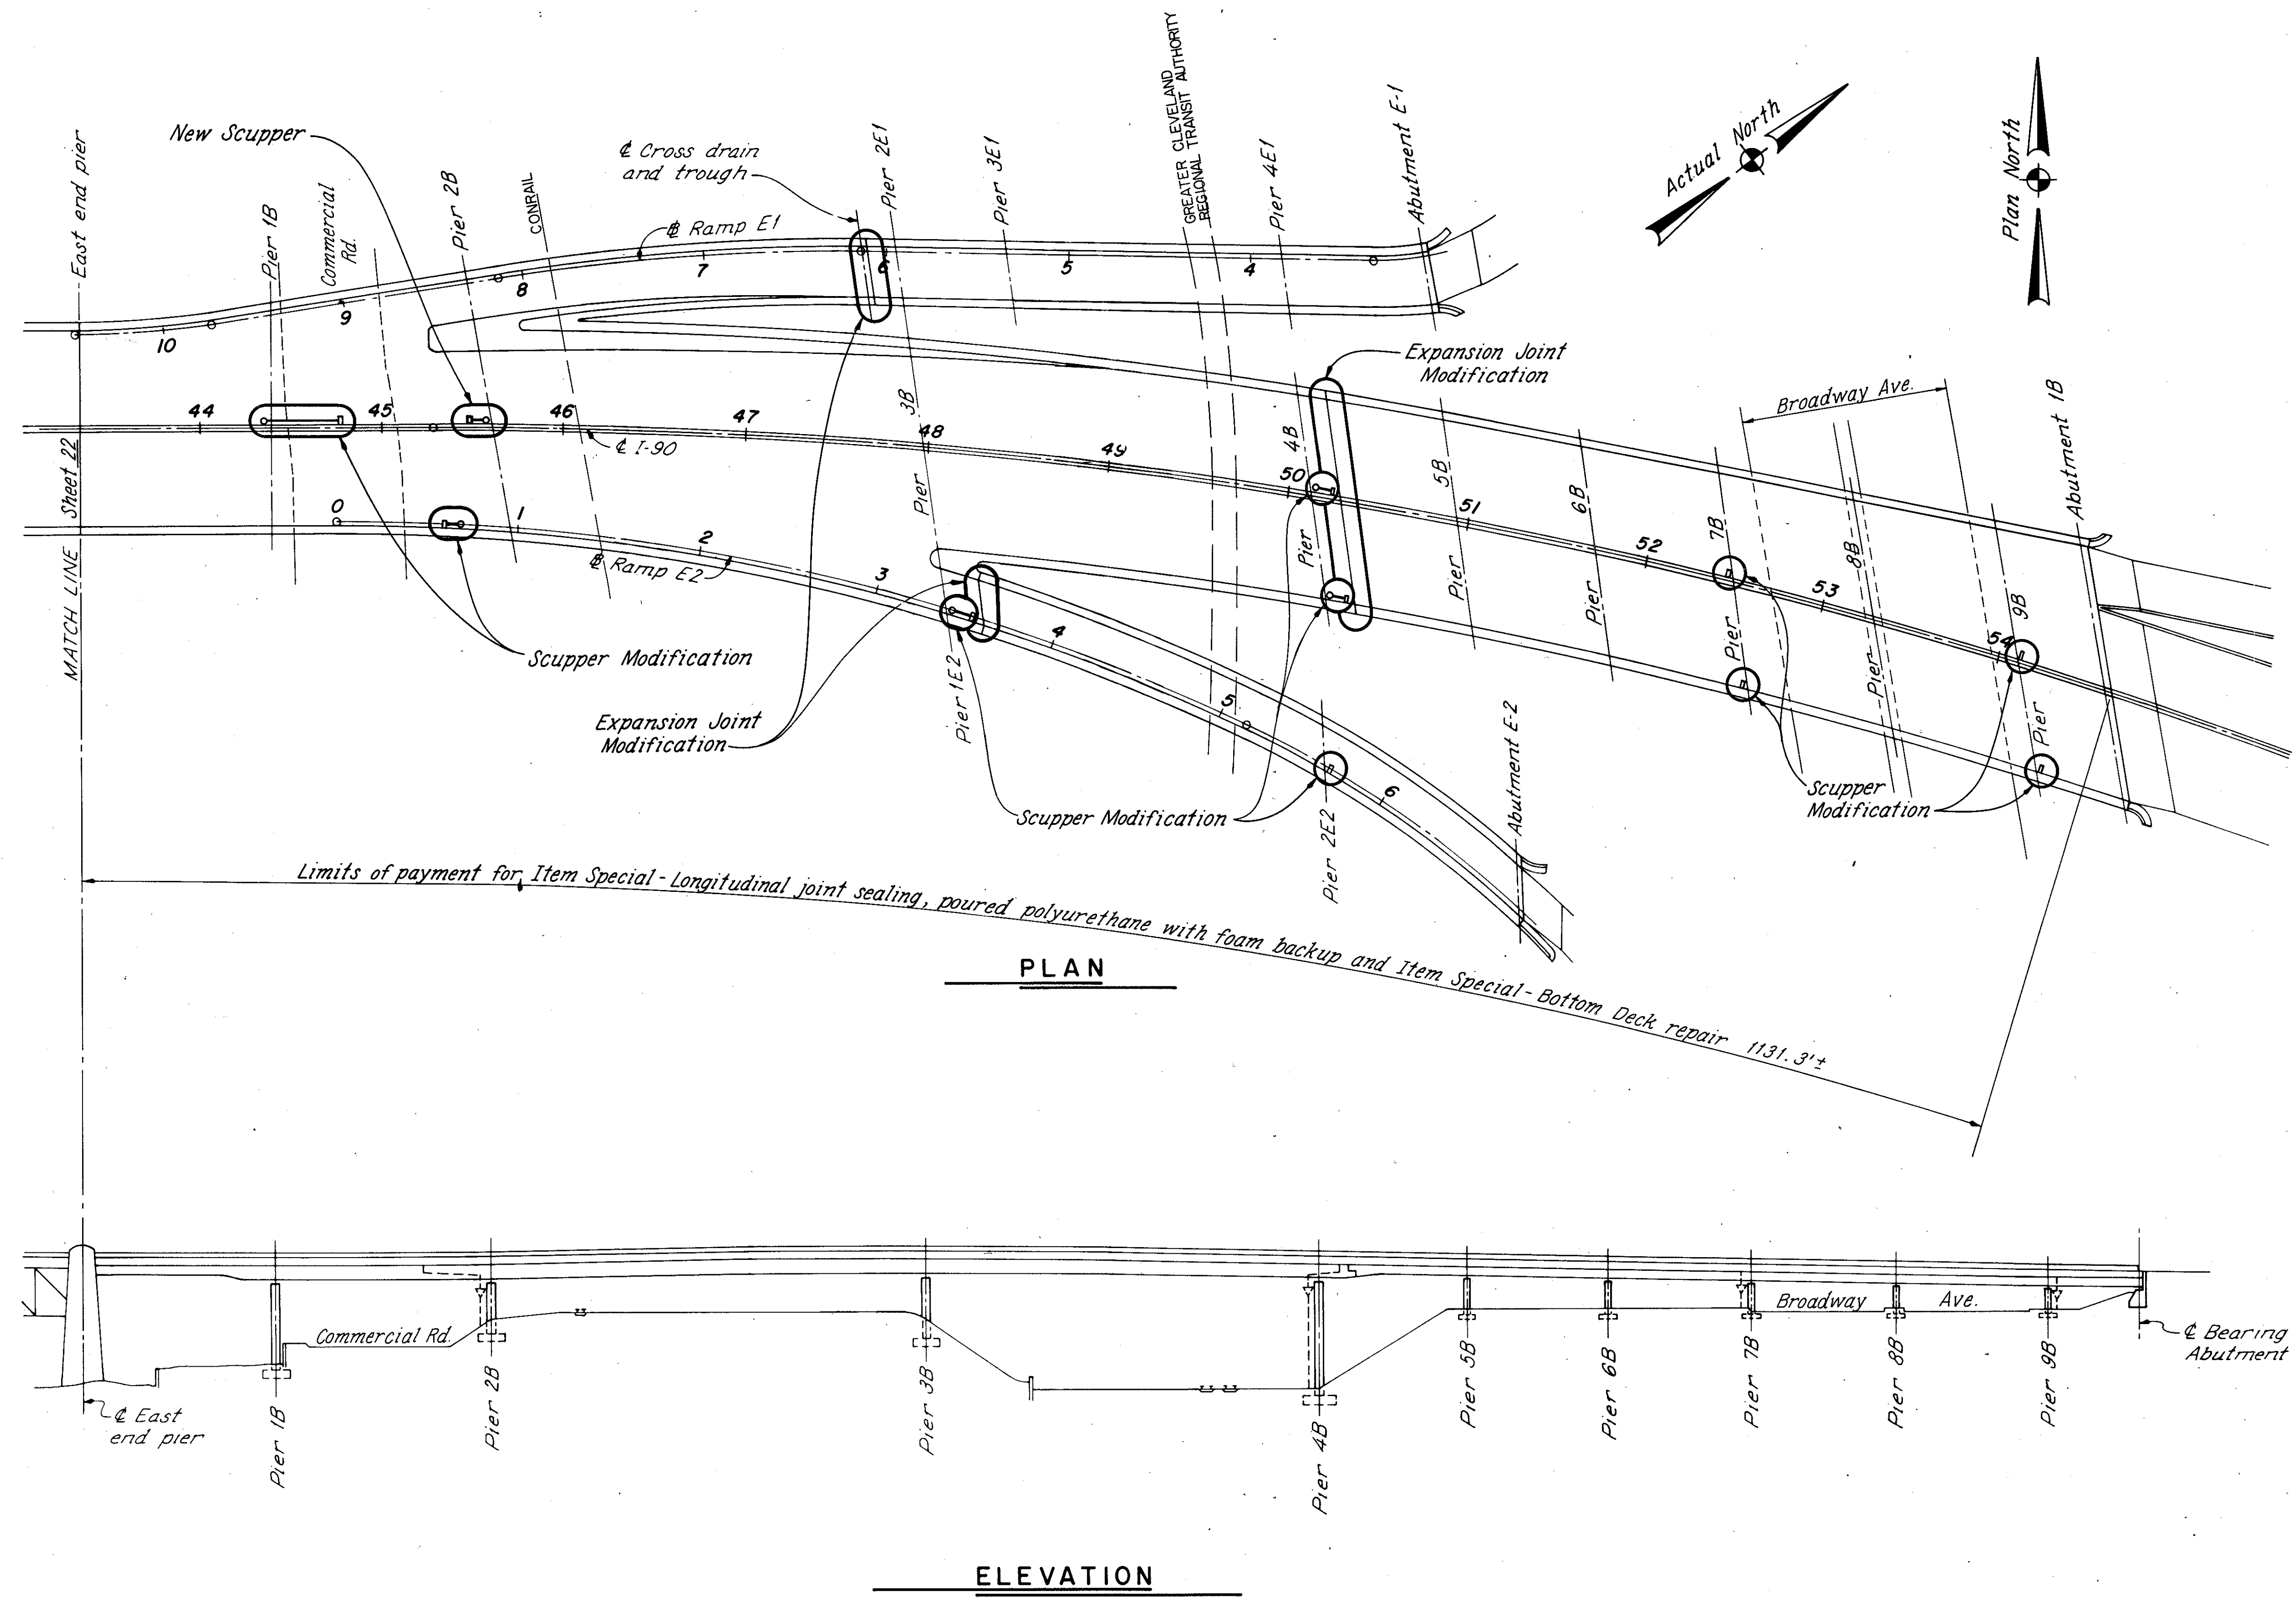 New Scupper
East end pier
Pier 1B
Commercial
Rd.
Pier 2B
CONRAIL
℄ Cross drain
and trough
Pier 2E1
Pier 3E1
GREATER CLEVELAND
REGIONAL TRANSIT AUTHORITY
Pier 4E1
Abutment E-1
Actual North
Plan North
℄ Ramp E1
10
9
8
7
6
5
4
Expansion Joint
Modification
Broadway Ave.
Abutment 1B
44
45
46
47
48
49
50
51
52
53
54
℄ I-90
Pier 3B
Pier 4B
Pier 5B
Pier 6B
Pier 7B
Pier 8B
Pier 9B
MATCH LINE Sheet 22
0
1
2
3
4
5
6
℄ Ramp E2
Scupper Modification
Expansion Joint
Modification
Pier 1E2
Scupper Modification
Pier 2E2
Abutment E-2
Scupper
Modification
Limits of payment for Item Special - Longitudinal joint sealing, poured polyurethane with foam backup and Item Special - Bottom Deck repair 1131.3'±
PLAN
Commercial Rd.
Broadway Ave.
℄ East
end pier
Pier 1B
Pier 2B
Pier 3B
Pier 4B
Pier 5B
Pier 6B
Pier 7B
Pier 8B
Pier 9B
℄ Bearing
Abutment
ELEVATION